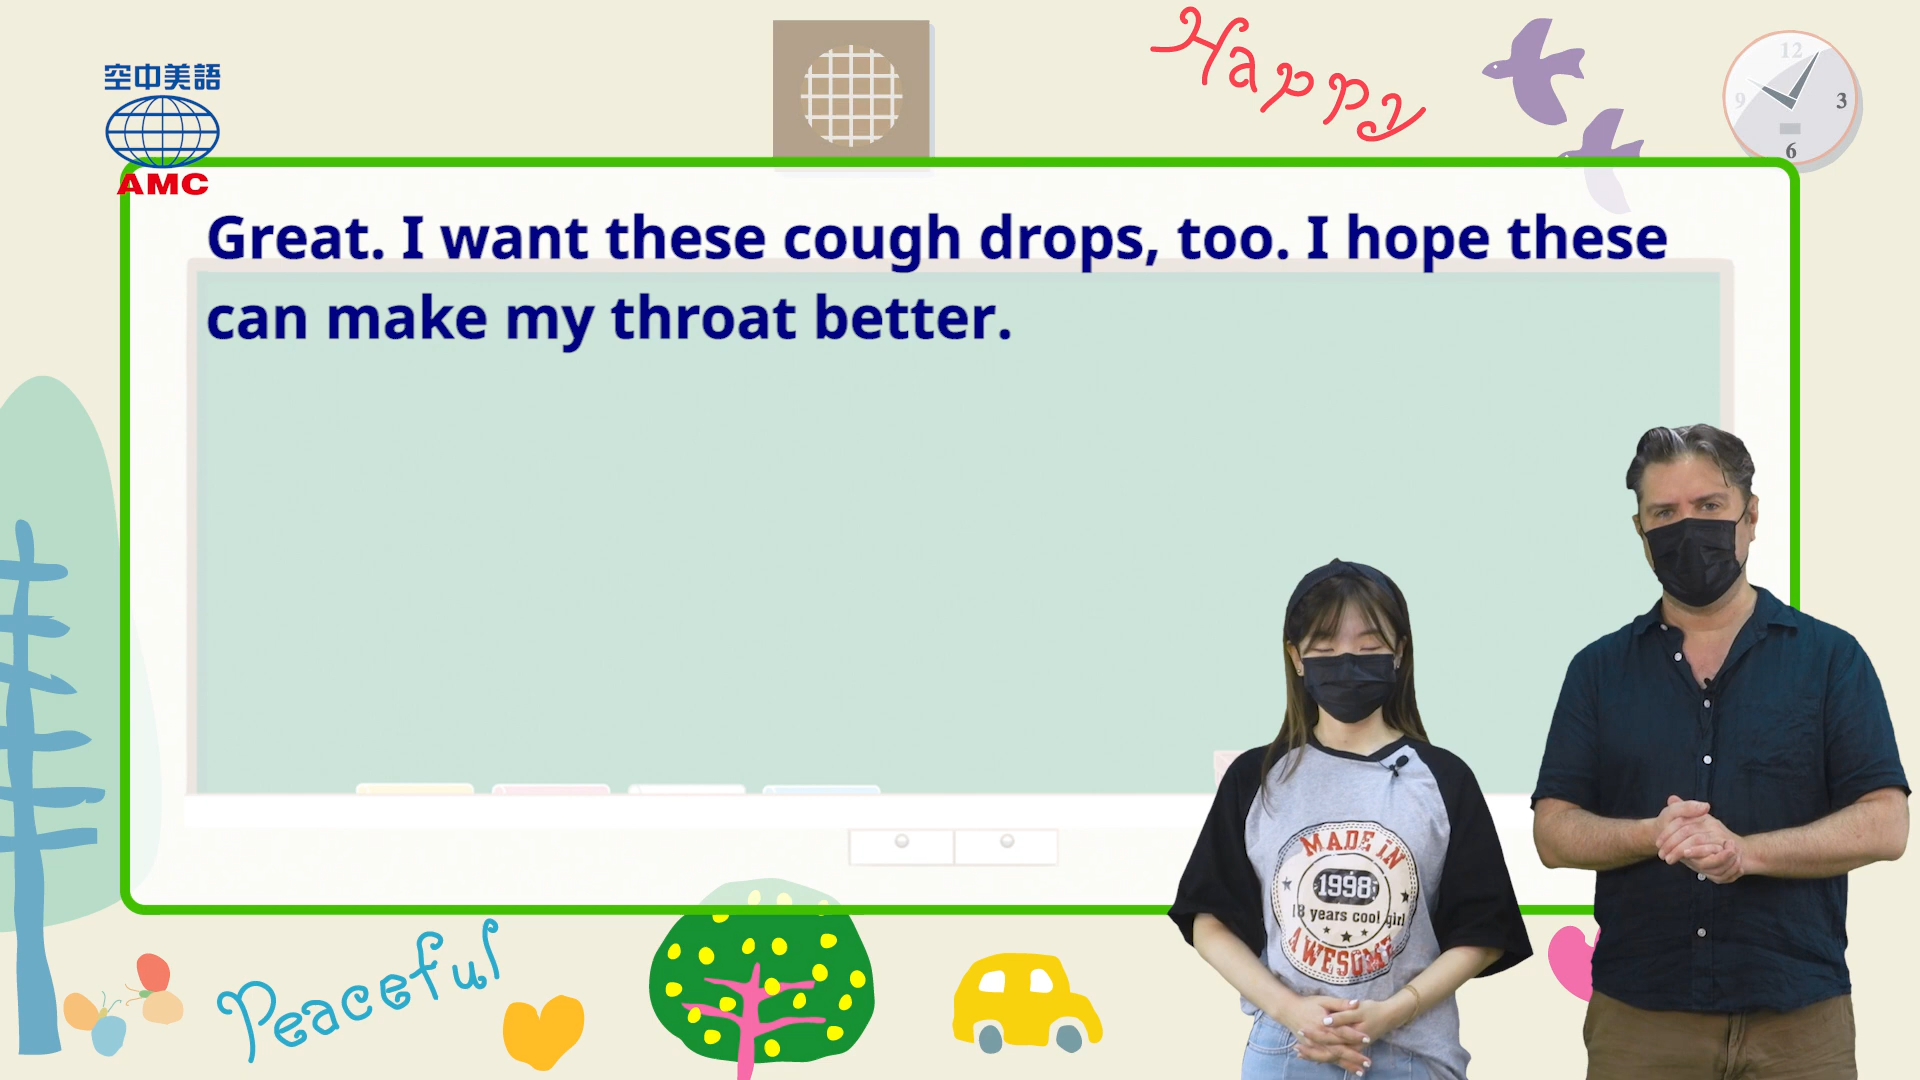 空中美語
AMC
Happy
12
9
3
6
Great. I want these cough drops, too. I hope these
can make my throat better.
MADE IN
1998
18 years cool girl
AWESOME
Peaceful